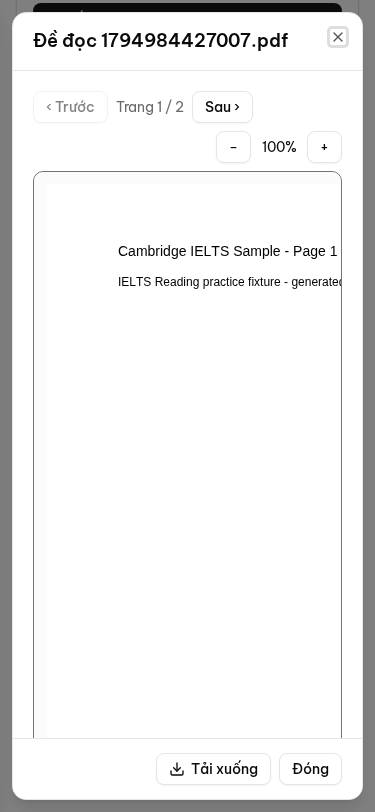 Đề đọc 1794984427007.pdf
‹ Trước Trang 1 / 2 Sau ›
− 100% +
Cambridge IELTS Sample - Page 1
IELTS Reading practice fixture - generated
Tải xuống Đóng